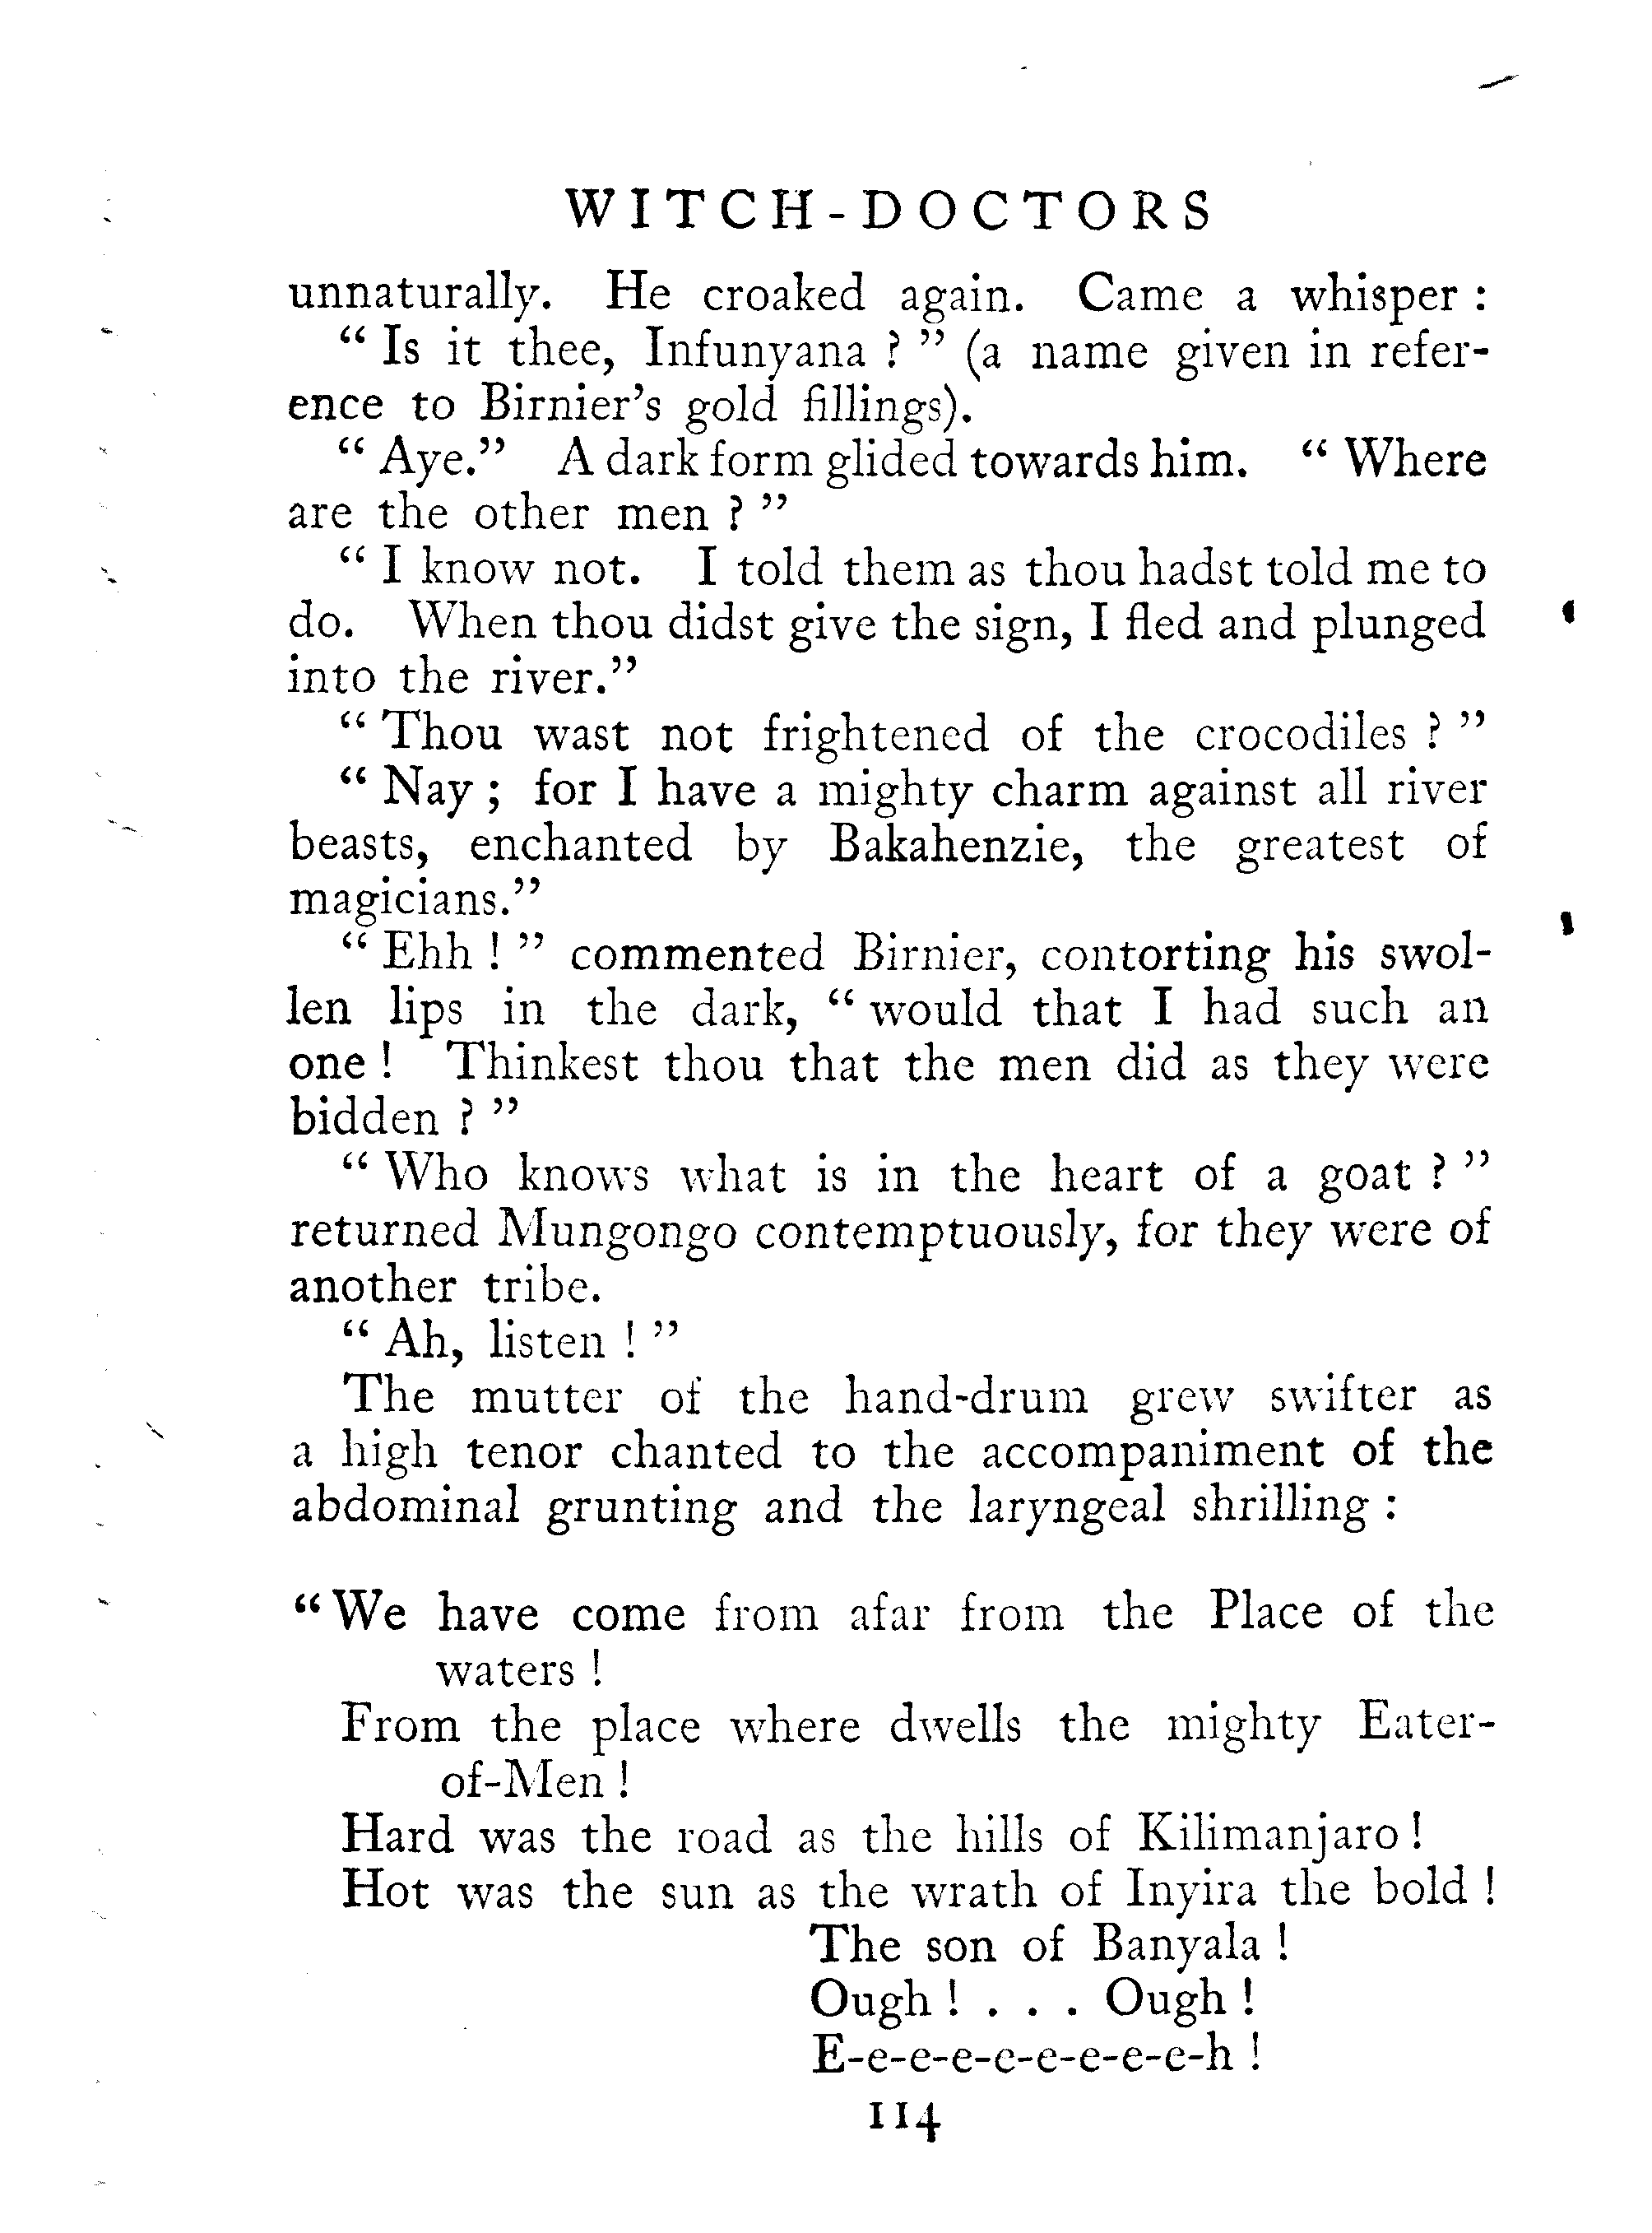 WITCH-DOCTORS
unnaturally. He croaked again. Came a whisper :
“ Is it thee, Infunyana ? ” (a name given in refer-
ence to Birnier’s gold fillings).
“ Aye.” A dark form glided towards him. “ Where
are the other men ? ”
“ I know not. I told them as thou hadst told me to
do. When thou didst give the sign, I fled and plunged
into the river.”
“ Thou wast not frightened of the crocodiles ? ”
“ Nay ; for I have a mighty charm against all river
beasts, enchanted by Bakahenzie, the greatest of
magicians.”
“ Ehh ! ” commented Birnier, contorting his swol-
len lips in the dark, “ would that I had such an
one ! Thinkest thou that the men did as they were
bidden ? ”
“ Who knows what is in the heart of a goat ? ”
returned Mungongo contemptuously, for they were of
another tribe.
“ Ah, listen ! ”
The mutter of the hand-drum grew swifter as
a high tenor chanted to the accompaniment of the
abdominal grunting and the laryngeal shrilling :
“ We have come from afar from the Place of the
waters !
From the place where dwells the mighty Eater-
of-Men !
Hard was the road as the hills of Kilimanjaro !
Hot was the sun as the wrath of Inyira the bold !
The son of Banyala !
Ough ! . . . Ough !
E-e-e-e-e-e-e-e-e-h !
114